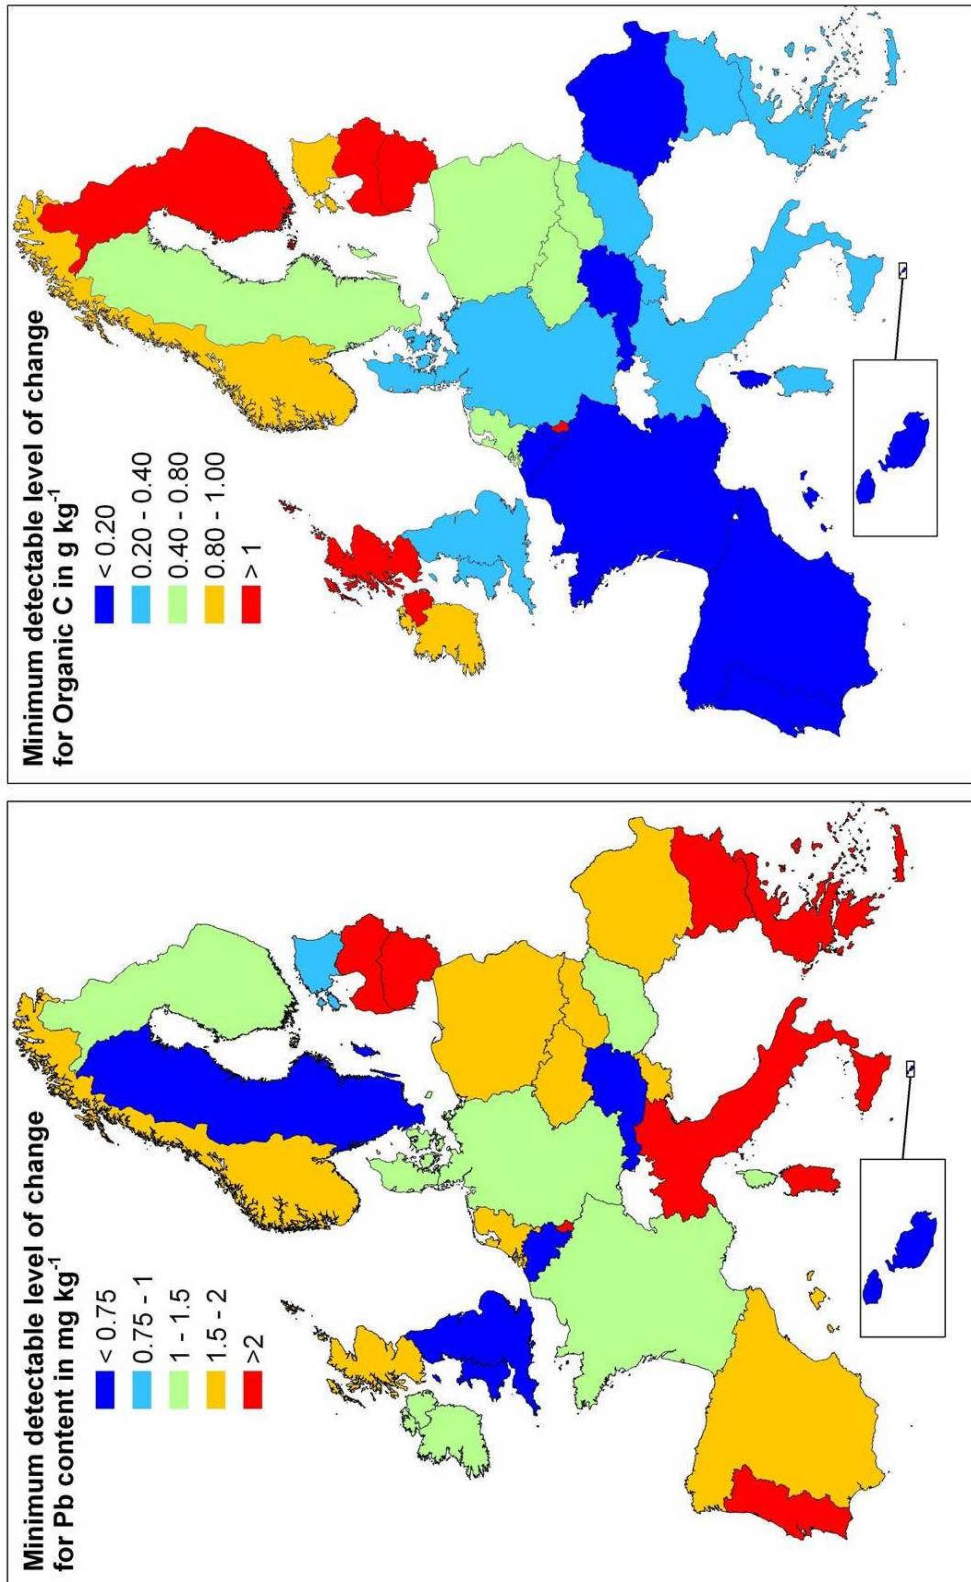 Minimum detectable level of change
for Pb content in mg kg⁻¹
< 0.75
0.75 - 1
1 - 1.5
1.5 - 2
>2
Minimum detectable level of change
for Organic C in g kg⁻¹
< 0.20
0.20 - 0.40
0.40 - 0.80
0.80 - 1.00
> 1